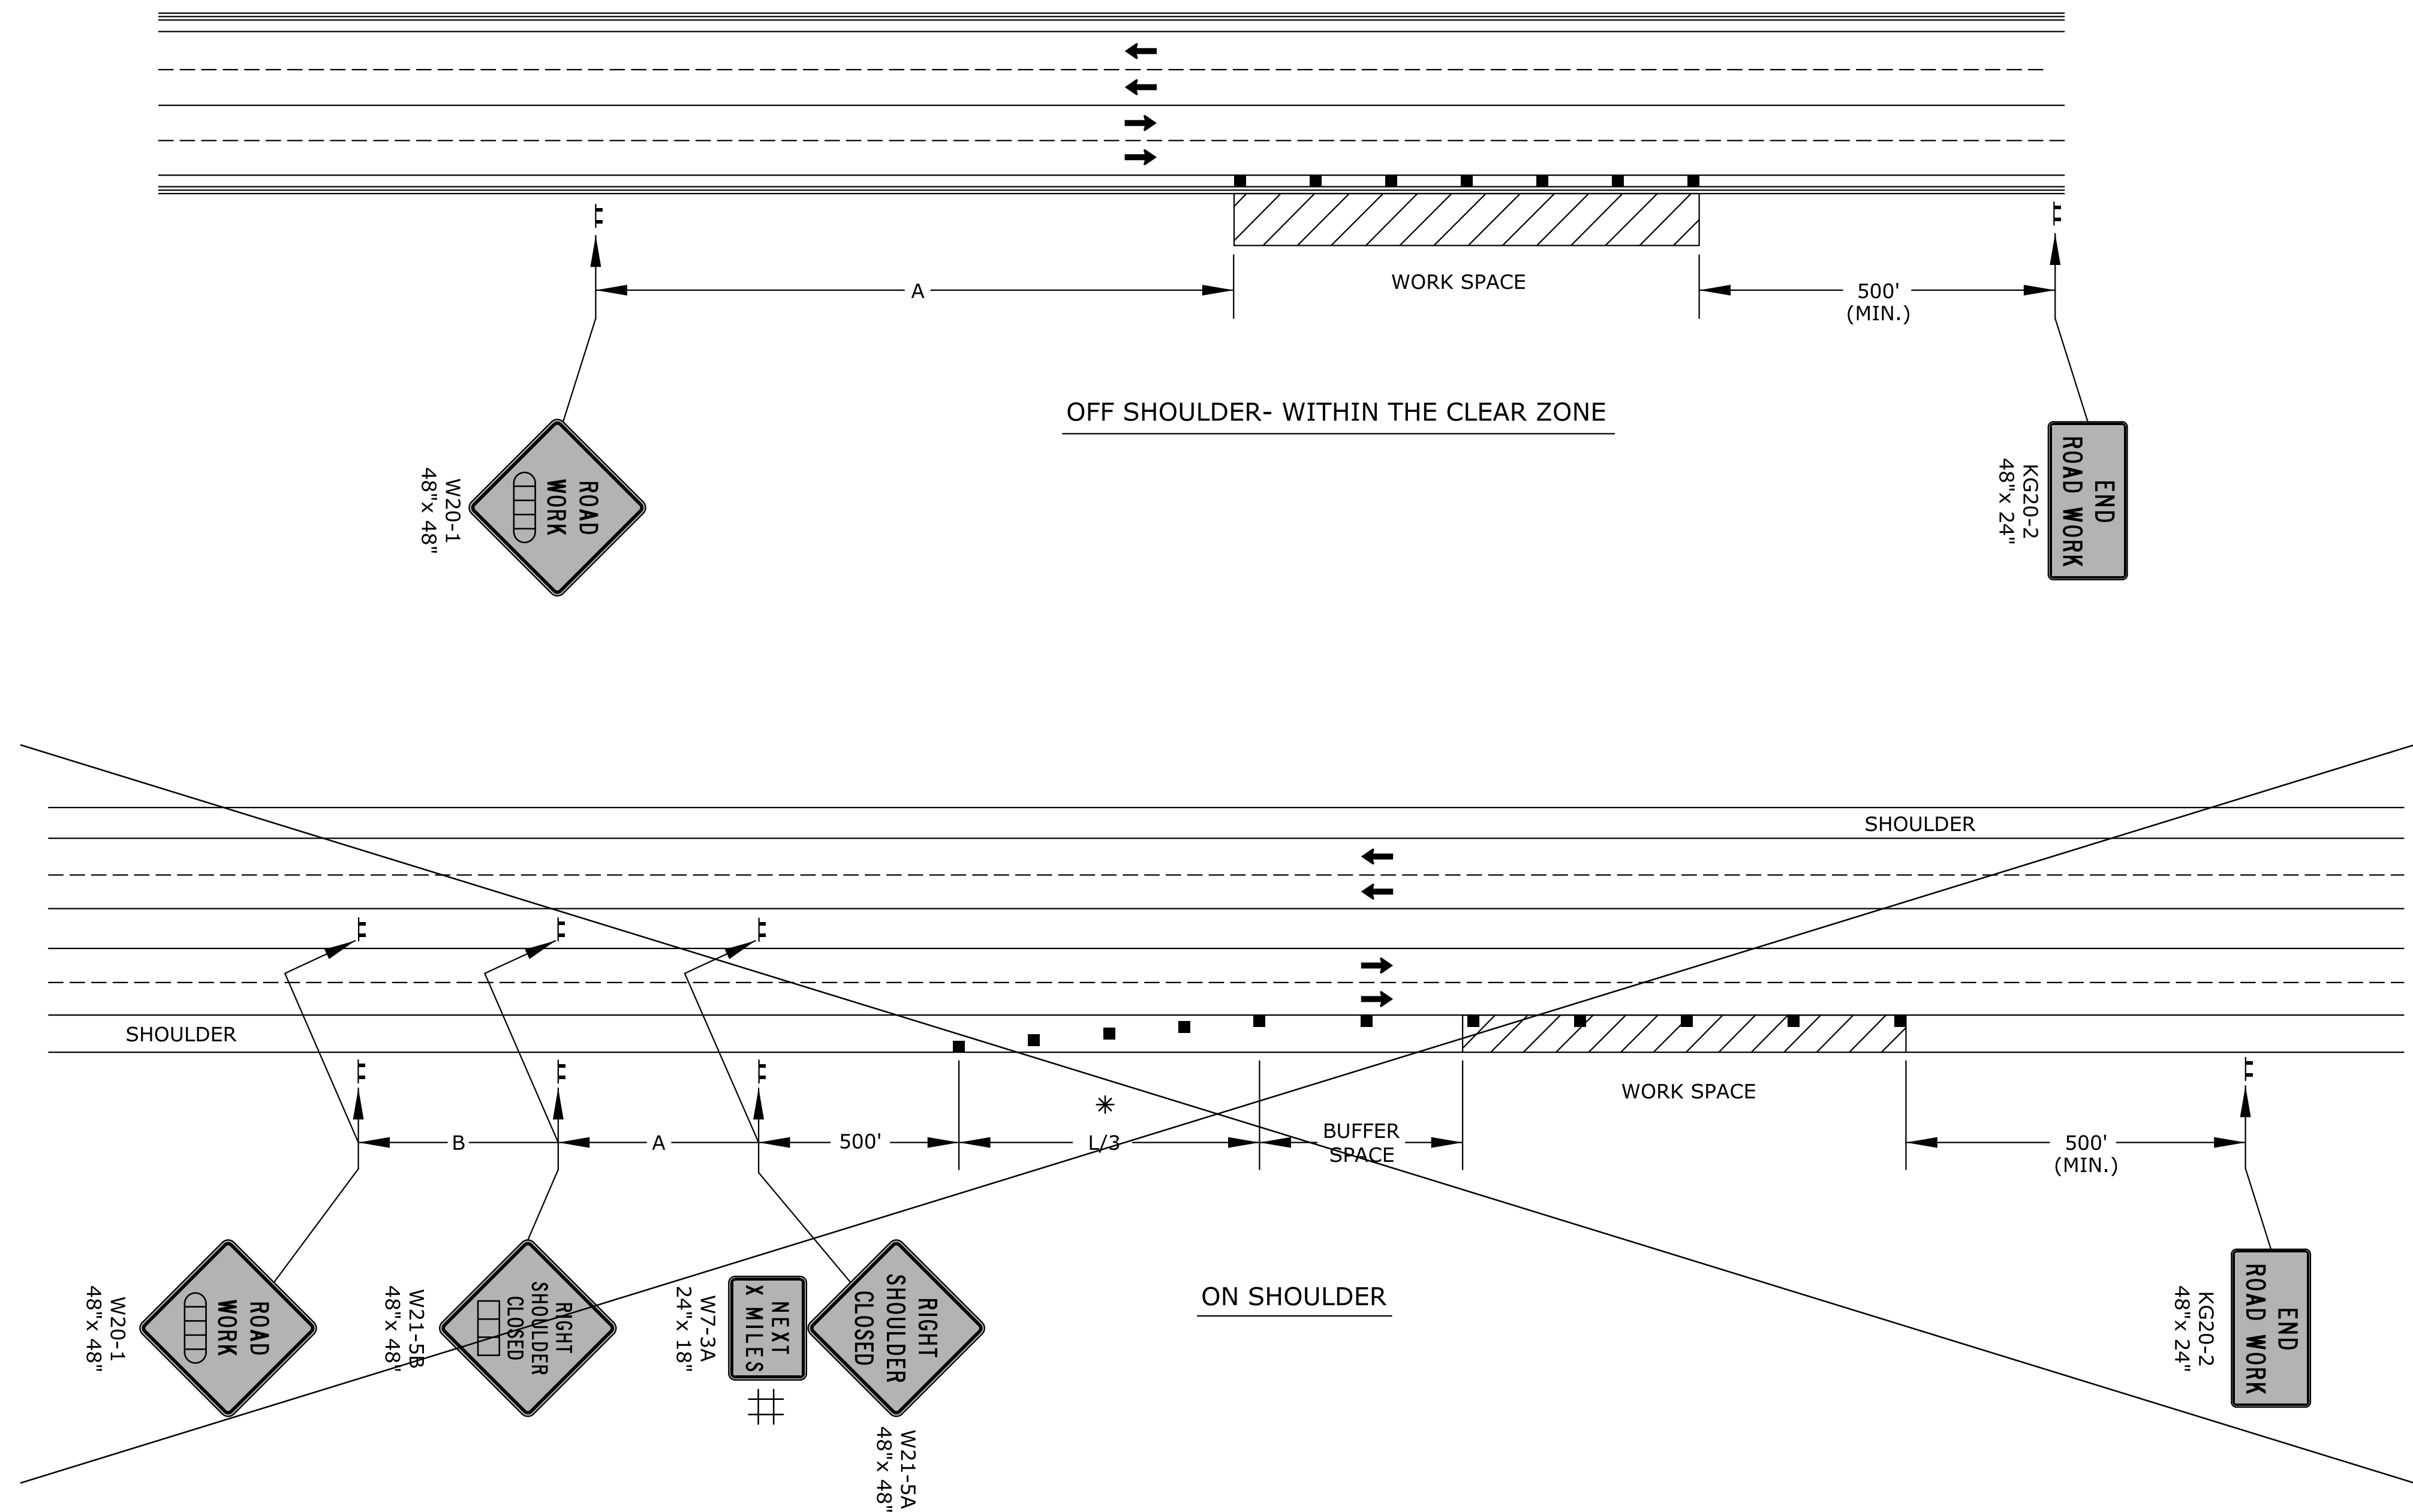 A
WORK SPACE
500'
(MIN.)
OFF SHOULDER- WITHIN THE CLEAR ZONE
ROAD
WORK
W20-1
48"x 48"
END
ROAD WORK
KG20-2
48"x 24"
SHOULDER
SHOULDER
WORK SPACE
B
A
500'
L/3
BUFFER
SPACE
500'
(MIN.)
ON SHOULDER
ROAD
WORK
W20-1
48"x 48"
RIGHT
SHOULDER
CLOSED
W21-5B
48"x 48"
NEXT
X MILES
W7-3A
24"x 18"
RIGHT
SHOULDER
CLOSED
W21-5A
48"x 48"
END
ROAD WORK
KG20-2
48"x 24"